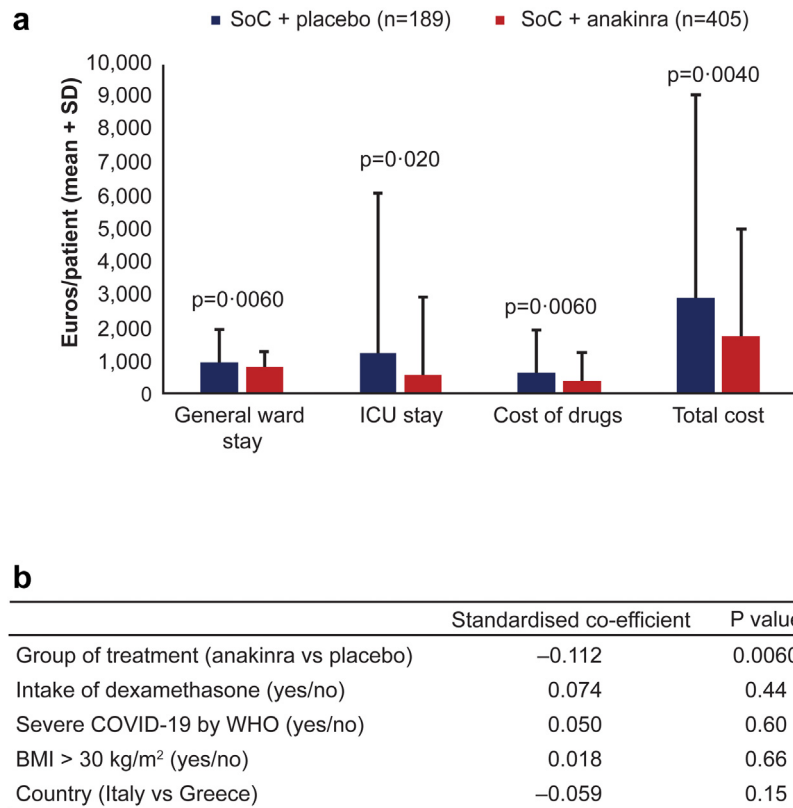 a
SoC + placebo (n=189) SoC + anakinra (n=405)
Euros/patient (mean + SD)
10,000
9,000
8,000
7,000
6,000
5,000
4,000
3,000
2,000
1,000
0
p=0·0060
p=0·020
p=0·0060
p=0·0040
General ward stay
ICU stay
Cost of drugs
Total cost
b
Standardised co-efficient P value
Group of treatment (anakinra vs placebo) –0.112 0.0060
Intake of dexamethasone (yes/no) 0.074 0.44
Severe COVID-19 by WHO (yes/no) 0.050 0.60
BMI > 30 kg/m² (yes/no) 0.018 0.66
Country (Italy vs Greece) –0.059 0.15